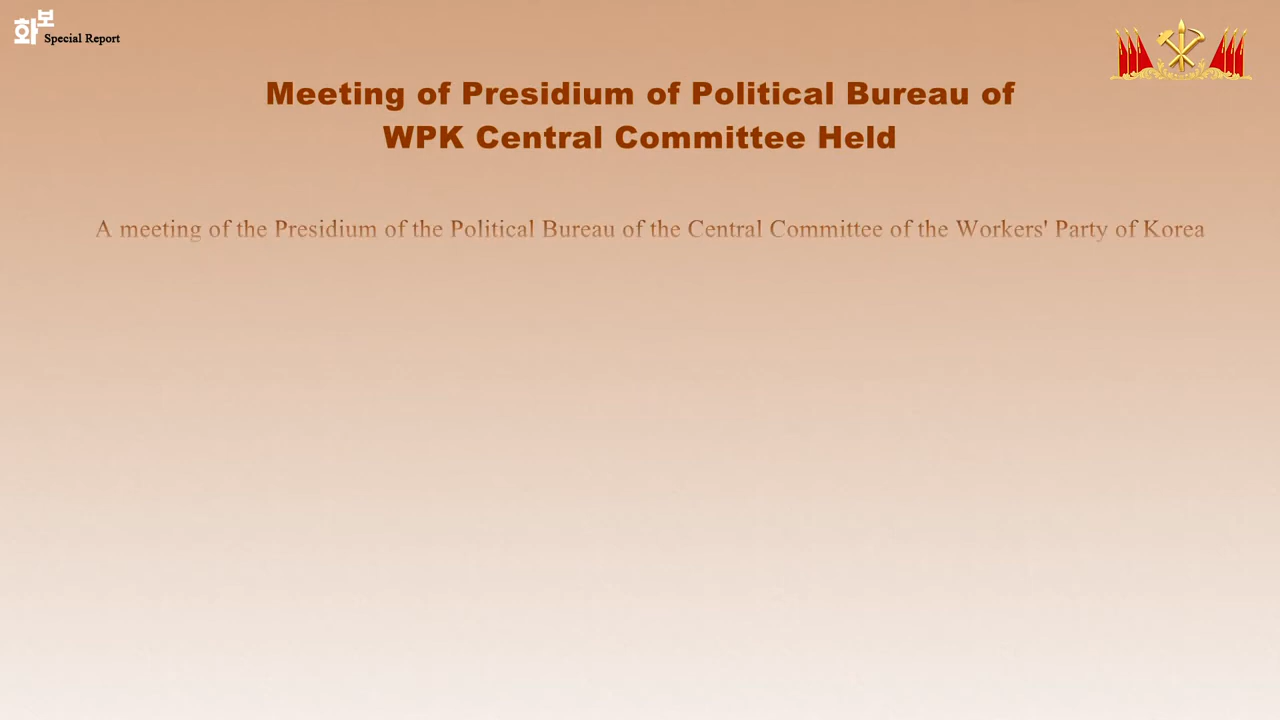 화보
Special Report
Meeting of Presidium of Political Bureau of
WPK Central Committee Held
A meeting of the Presidium of the Political Bureau of the Central Committee of the Workers' Party of Korea